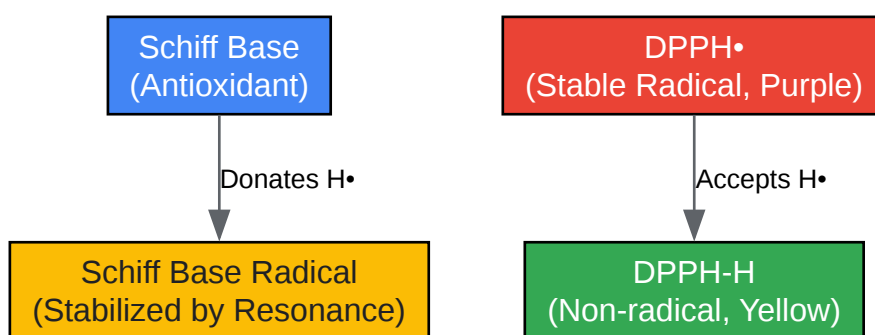 Schiff Base
(Antioxidant)
DPPH•
(Stable Radical, Purple)
Donates H•
Accepts H•
Schiff Base Radical
(Stabilized by Resonance)
DPPH-H
(Non-radical, Yellow)